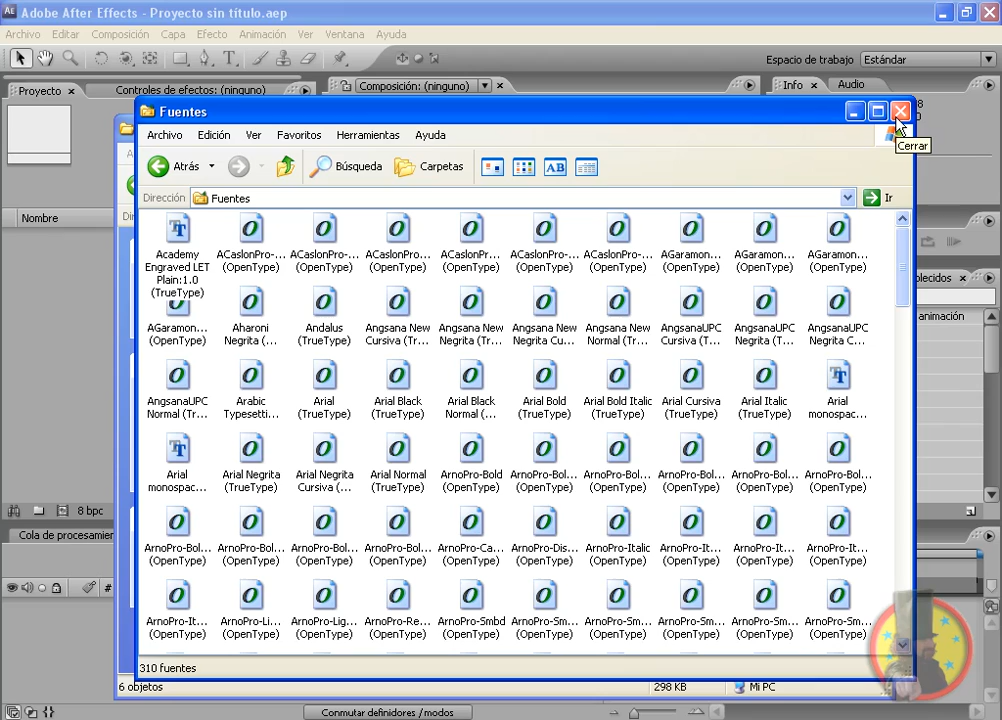 Adobe After Effects - Proyecto sin título.aep
Archivo Editar Composición Capa Efecto Animación Ver Ventana Ayuda
Espacio de trabajo Estándar
Proyecto Controles de efectos: (ninguno) Composición: (ninguno) Info Audio
Fuentes
Archivo Edición Ver Favoritos Herramientas Ayuda
Cerrar
Atrás Búsqueda Carpetas
Dirección Fuentes Ir
Nombre
Academy Engraved LET Plain:1.0 (TrueType)
ACaslonPro-... (OpenType)
ACaslonPro-... (OpenType)
ACaslonPr... (OpenType)
ACaslonPr... (OpenType)
ACaslonPro-... (OpenType)
ACaslonPro-... (OpenType)
AGaramon... (OpenType)
AGaramon... (OpenType)
AGaramon... (OpenType)
AGaramon... (OpenType)
Aharoni Negrita (...
Andalus (TrueType)
Angsana New Cursiva (Tr...
Angsana New Negrita (Tr...
Angsana New Negrita Cu...
Angsana New Normal (Tr...
AngsanaUPC Cursiva (T...
AngsanaUPC Negrita (Tr...
AngsanaUPC Negrita C...
AngsanaUPC Normal (Tr...
Arabic Typesetti...
Arial (TrueType)
Arial Black (TrueType)
Arial Black Normal (...
Arial Bold (TrueType)
Arial Bold Italic (TrueType)
Arial Cursiva (TrueType)
Arial Italic (TrueType)
Arial monospac...
Arial monospac...
Arial Negrita (TrueType)
Arial Negrita Cursiva (...
Arial Normal (TrueType)
ArnoPro-Bold (OpenType)
ArnoPro-Bol... (OpenType)
ArnoPro-Bol... (OpenType)
ArnoPro-Bol... (OpenType)
ArnoPro-Bol... (OpenType)
ArnoPro-Bol... (OpenType)
ArnoPro-Bol... (OpenType)
ArnoPro-Bol... (OpenType)
ArnoPro-Bol... (OpenType)
ArnoPro-Bol... (OpenType)
ArnoPro-Ca... (OpenType)
ArnoPro-Dis... (OpenType)
ArnoPro-Italic (OpenType)
ArnoPro-It... (OpenType)
ArnoPro-It... (OpenType)
ArnoPro-It... (OpenType)
ArnoPro-It... (OpenType)
ArnoPro-Li... (OpenType)
ArnoPro-Lig... (OpenType)
ArnoPro-Re... (OpenType)
ArnoPro-Smbd (OpenType)
ArnoPro-Sm... (OpenType)
ArnoPro-Sm... (OpenType)
ArnoPro-Sm... (OpenType)
ArnoPro-Sm... (OpenType)
ArnoPro-Sm... (OpenType)
310 fuentes
6 objetos 298 KB Mi PC
8 bpc
Cola de procesamier
animación
Conmutar definidores / modos